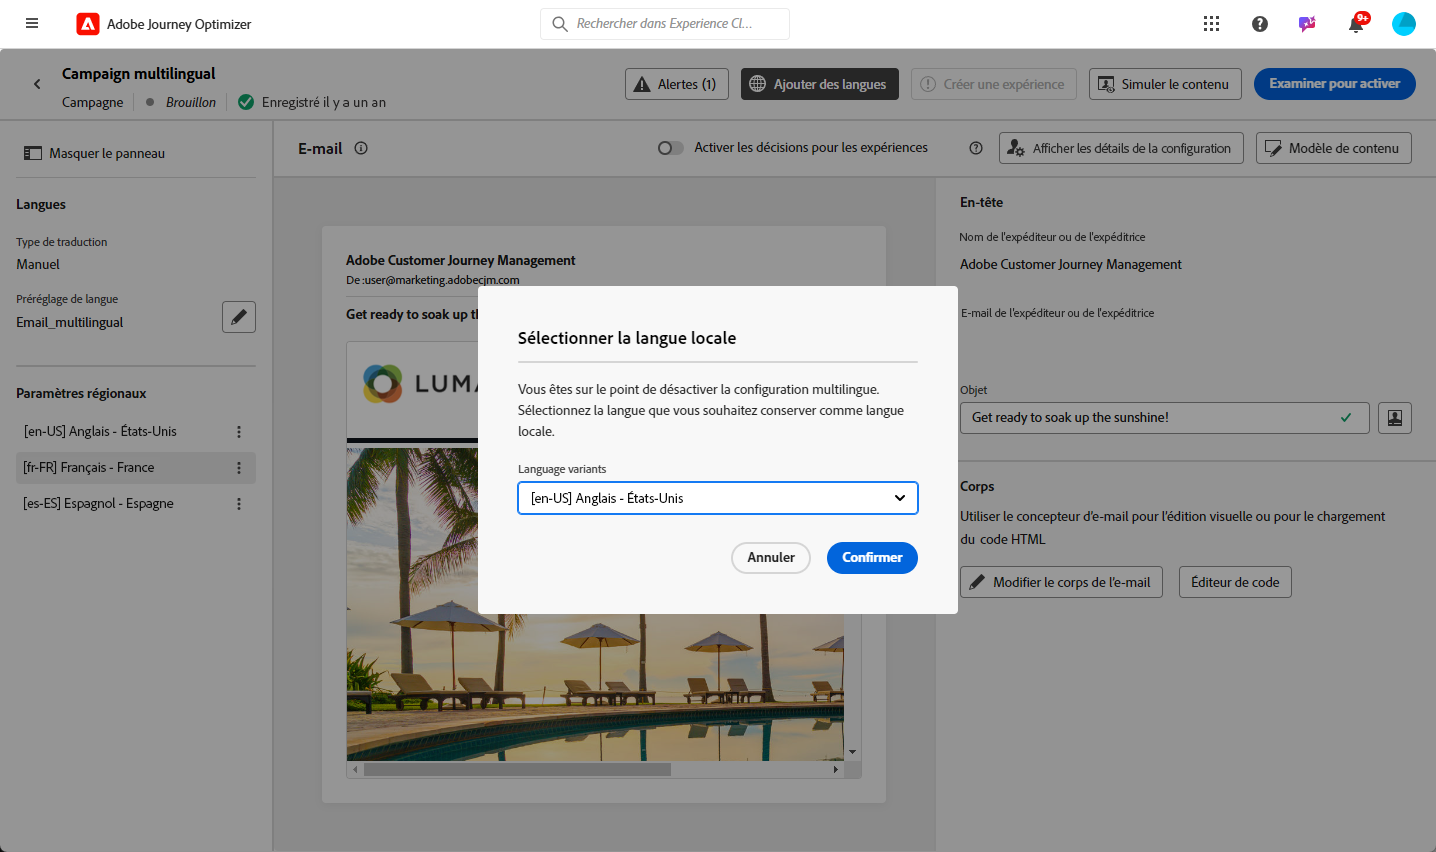 Adobe Journey Optimizer
Rechercher dans Experience Cl...
9+
Campaign multilingual
Campagne
Brouillon
Enregistré il y a un an
Alertes (1)
Ajouter des langues
Créer une expérience
Simuler le contenu
Examiner pour activer
Masquer le panneau
E-mail
Activer les décisions pour les expériences
Afficher les détails de la configuration
Modèle de contenu
Langues
Type de traduction
Manuel
Préréglage de langue
Email_multilingual
Paramètres régionaux
[en-US] Anglais - États-Unis
[fr-FR] Français - France
[es-ES] Espagnol - Espagne
Adobe Customer Journey Management
De :user@marketing.adobecjm.com
Get ready to soak up th
LUMA
Sélectionner la langue locale
Vous êtes sur le point de désactiver la configuration multilingue.
Sélectionnez la langue que vous souhaitez conserver comme langue
locale.
Language variants
[en-US] Anglais - États-Unis
Annuler
Confirmer
En-tête
Nom de l'expéditeur ou de l'expéditrice
Adobe Customer Journey Management
E-mail de l'expéditeur ou de l'expéditrice
Objet
Get ready to soak up the sunshine!
Corps
Utiliser le concepteur d'e-mail pour l'édition visuelle ou pour le chargement
du code HTML
Modifier le corps de l'e-mail
Éditeur de code